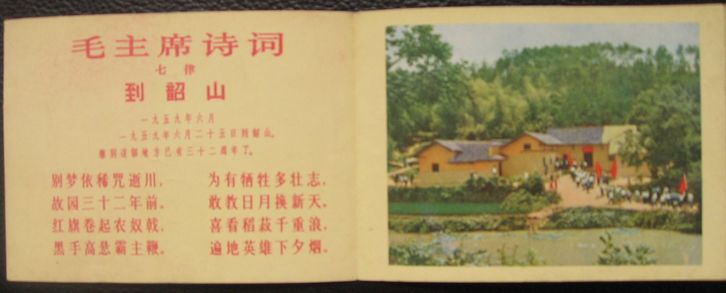 毛主席诗词
七律
到韶山
一九五九年六月
一九五九年六月二十五日到韶山。
离别这个地方已有三十二周年了。
别梦依稀咒逝川，
故园三十二年前。
红旗卷起农奴戟，
黑手高悬霸主鞭。
为有牺牲多壮志，
敢教日月换新天。
喜看稻菽千重浪，
遍地英雄下夕烟。